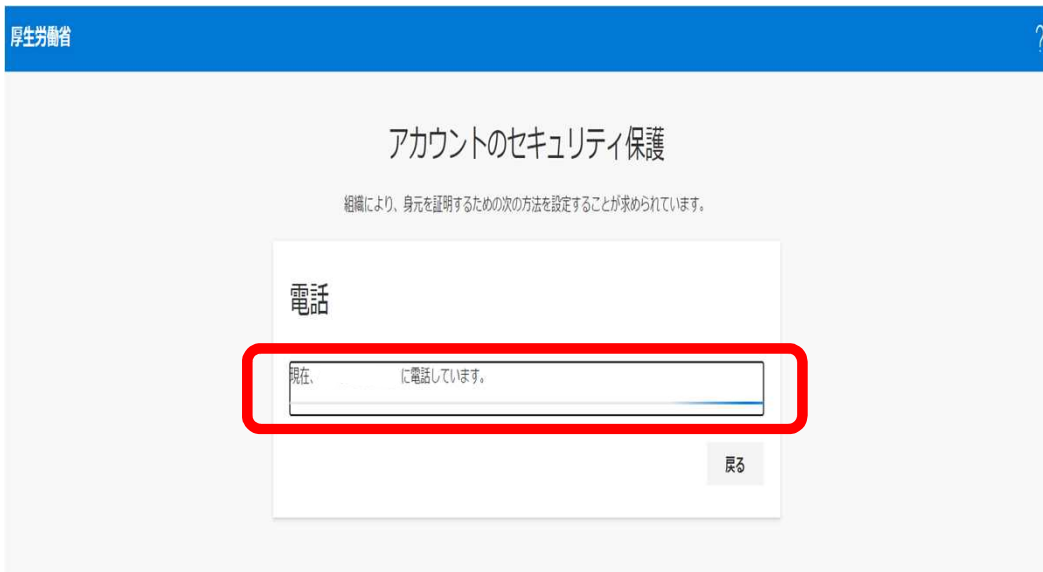 厚生労働省
?
アカウントのセキュリティ保護
組織により、身元を証明するための次の方法を設定することが求められています。
電話
現在、 に電話しています。
戻る